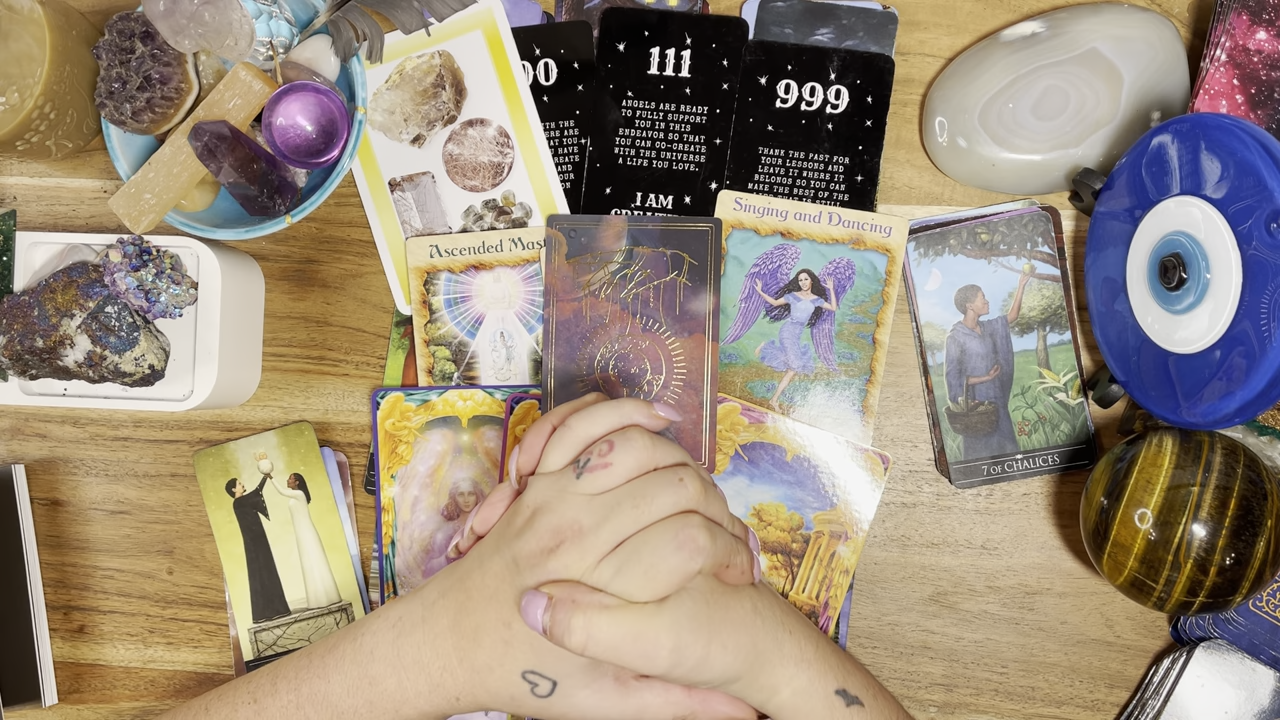 111
ANGELS ARE READY
TO FULLY SUPPORT
YOU IN THIS
ENDEAVOR SO THAT
YOU CAN CO-CREATE
WITH THE UNIVERSE
A LIFE YOU LOVE.
I AM
999
THANK THE PAST FOR
YOUR LESSONS AND
LEAVE IT WHERE IT
BELONGS SO YOU CAN
MAKE THE BEST OF THE
Ascended
Singing and Dancing
7 OF CHALICES